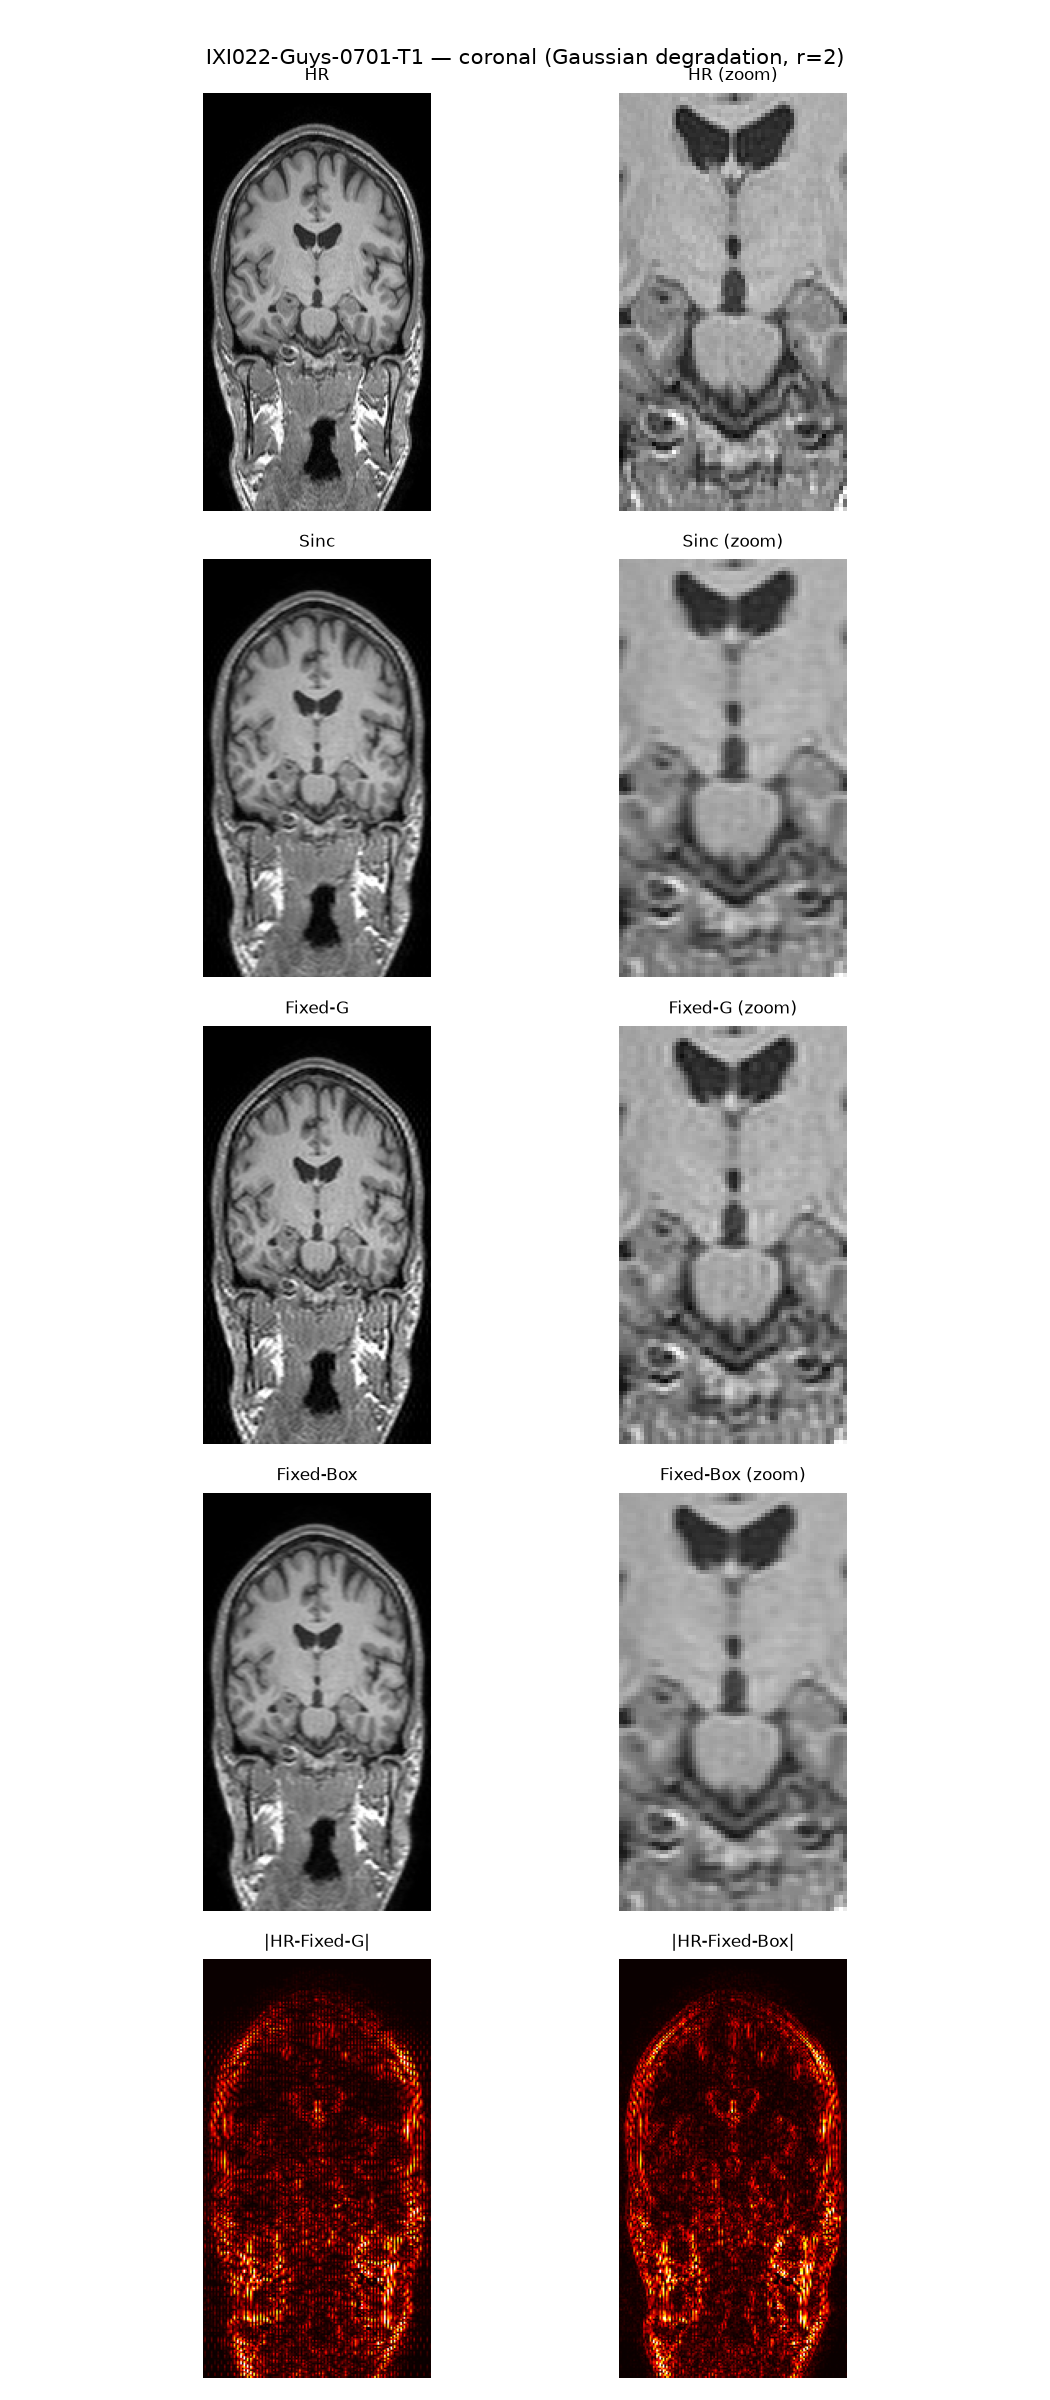 IXI022-Guys-0701-T1 — coronal (Gaussian degradation, r=2)
HR
HR (zoom)
Sinc
Sinc (zoom)
Fixed-G
Fixed-G (zoom)
Fixed-Box
Fixed-Box (zoom)
|HR-Fixed-G|
|HR-Fixed-Box|